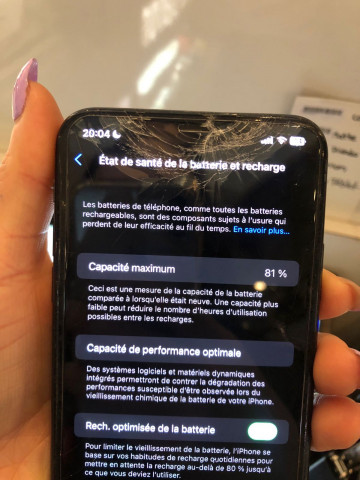 20:04
État de santé de la batterie et recharge
Les batteries de téléphone, comme toutes les batteries
rechargeables, sont des composants sujets à l'usure qui
perdent de leur efficacité au fil du temps. En savoir plus...
Capacité maximum 81 %
Ceci est une mesure de la capacité de la batterie
comparée à lorsqu'elle était neuve. Une capacité plus
faible peut réduire le nombre d'heures d'utilisation
possibles entre les recharges.
Capacité de performance optimale
Des systèmes logiciels et matériels dynamiques
intégrés permettront de contrer la dégradation des
performances susceptible d'être observée lors du
vieillissement chimique de la batterie de votre iPhone.
Rech. optimisée de la batterie
Pour limiter le vieillissement de la batterie, l'iPhone se
base sur vos habitudes de recharge quotidiennes pour
mettre en attente la recharge au-delà de 80 % jusqu'à
ce que vous deviez l'utiliser.